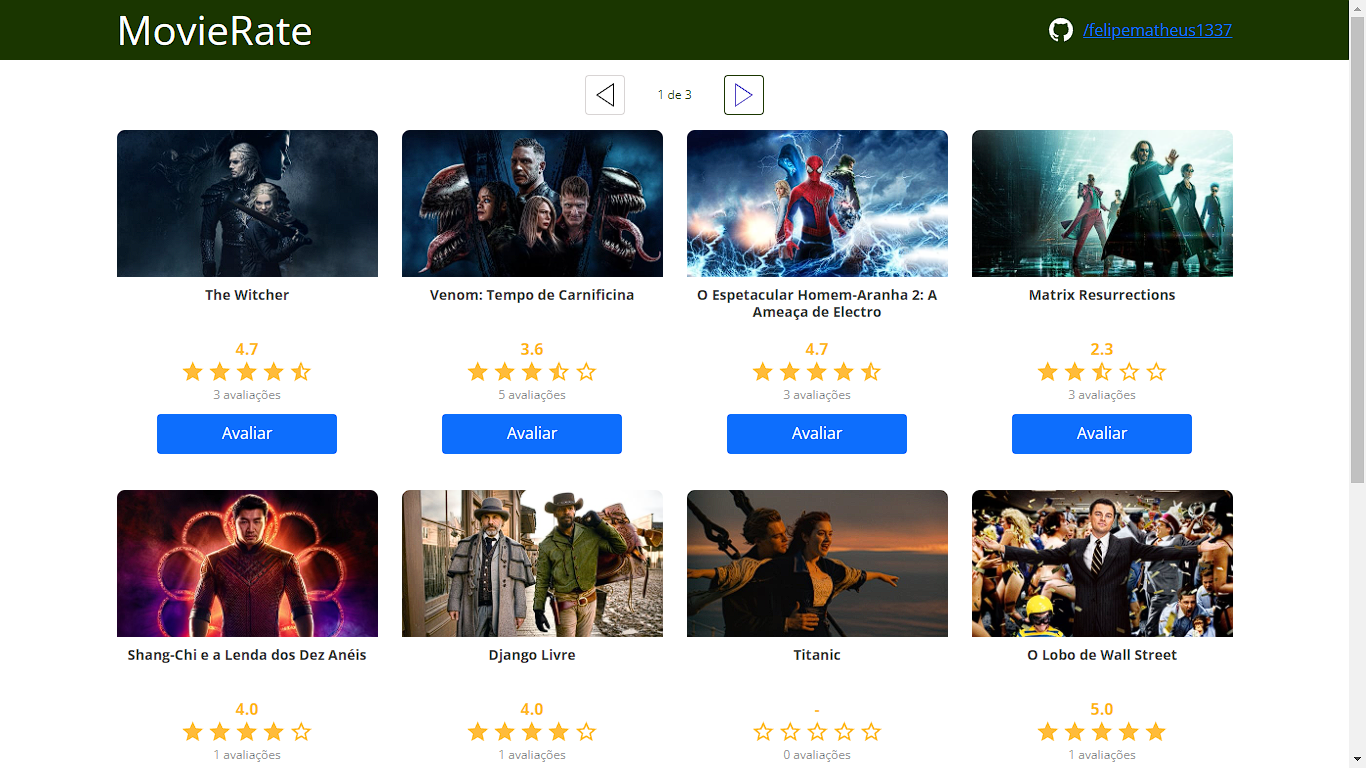 MovieRate
/felipematheus1337
1 de 3
The Witcher
Venom: Tempo de Carnificina
O Espetacular Homem-Aranha 2: A
Ameaça de Electro
Matrix Resurrections
4.7
3.6
4.7
2.3
3 avaliações
5 avaliações
3 avaliações
3 avaliações
Avaliar
Avaliar
Avaliar
Avaliar
Shang-Chi e a Lenda dos Dez Anéis
Django Livre
Titanic
O Lobo de Wall Street
4.0
4.0
-
5.0
1 avaliações
1 avaliações
0 avaliações
1 avaliações